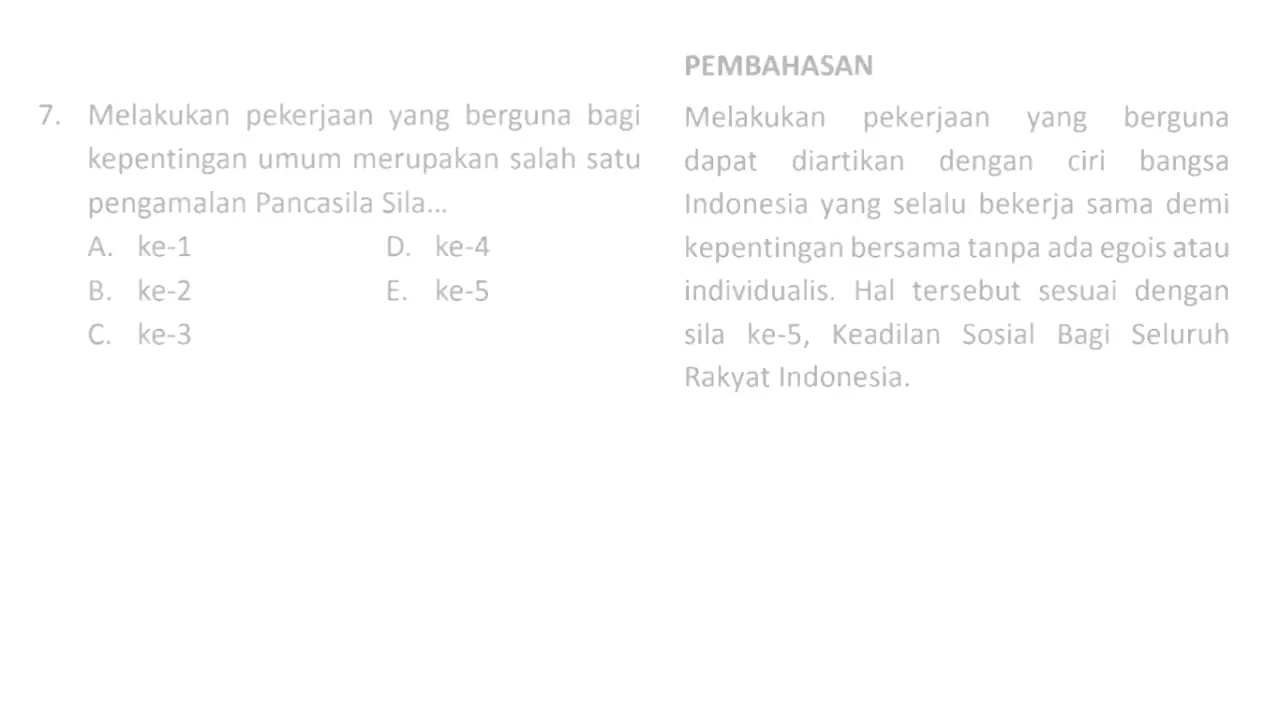 7. Melakukan pekerjaan yang berguna bagi
kepentingan umum merupakan salah satu
pengamalan Pancasila Sila...
A. ke-1 D. ke-4
B. ke-2 E. ke-5
C. ke-3
PEMBAHASAN
Melakukan pekerjaan yang berguna
dapat diartikan dengan ciri bangsa
Indonesia yang selalu bekerja sama demi
kepentingan bersama tanpa ada egois atau
individualis. Hal tersebut sesuai dengan
sila ke-5, Keadilan Sosial Bagi Seluruh
Rakyat Indonesia.